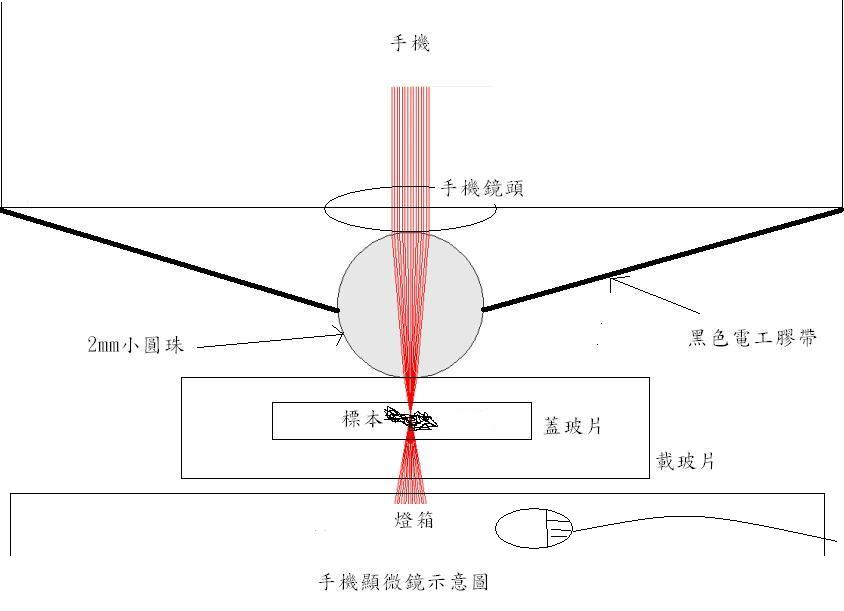 手機
手機鏡頭
2mm小圓珠
黑色電工膠帶
標本
蓋玻片
載玻片
燈箱
手機顯微鏡示意圖